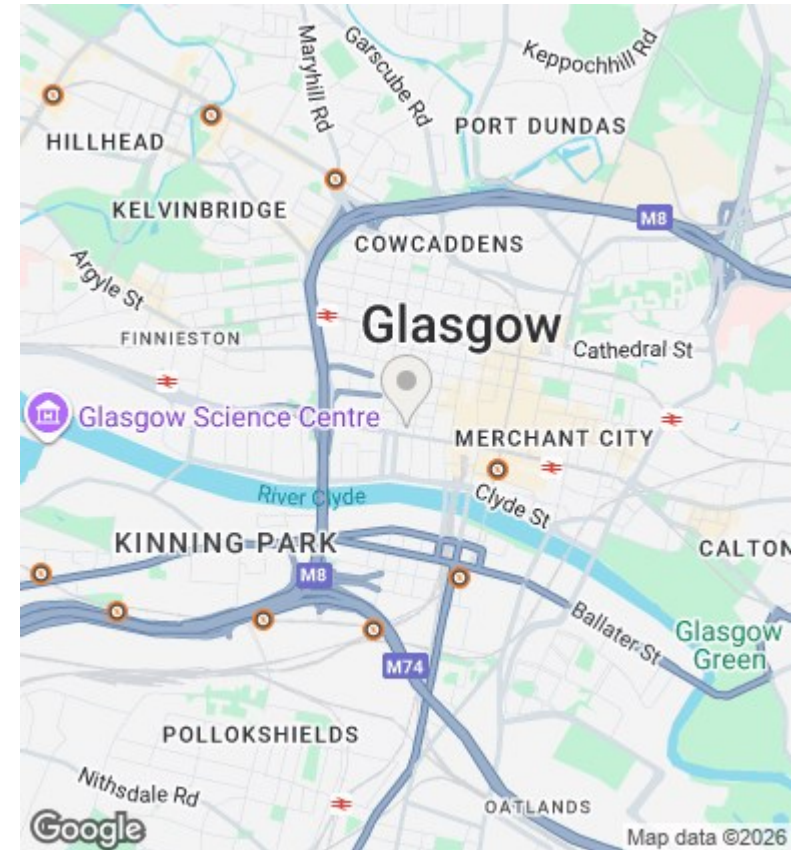 Maryhill Rd
Garscube Rd
Keppochhill Rd
HILLHEAD
PORT DUNDAS
KELVINBRIDGE
M8
COWCADDENS
Argyle St
Glasgow
FINNIESTON
Cathedral St
Glasgow Science Centre
MERCHANT CITY
River Clyde
Clyde St
KINNING PARK
CALTON
M8
Ballater St
Glasgow
Green
M74
POLLOKSHIELDS
Nithsdale Rd
OATLANDS
Google
Map data ©2026